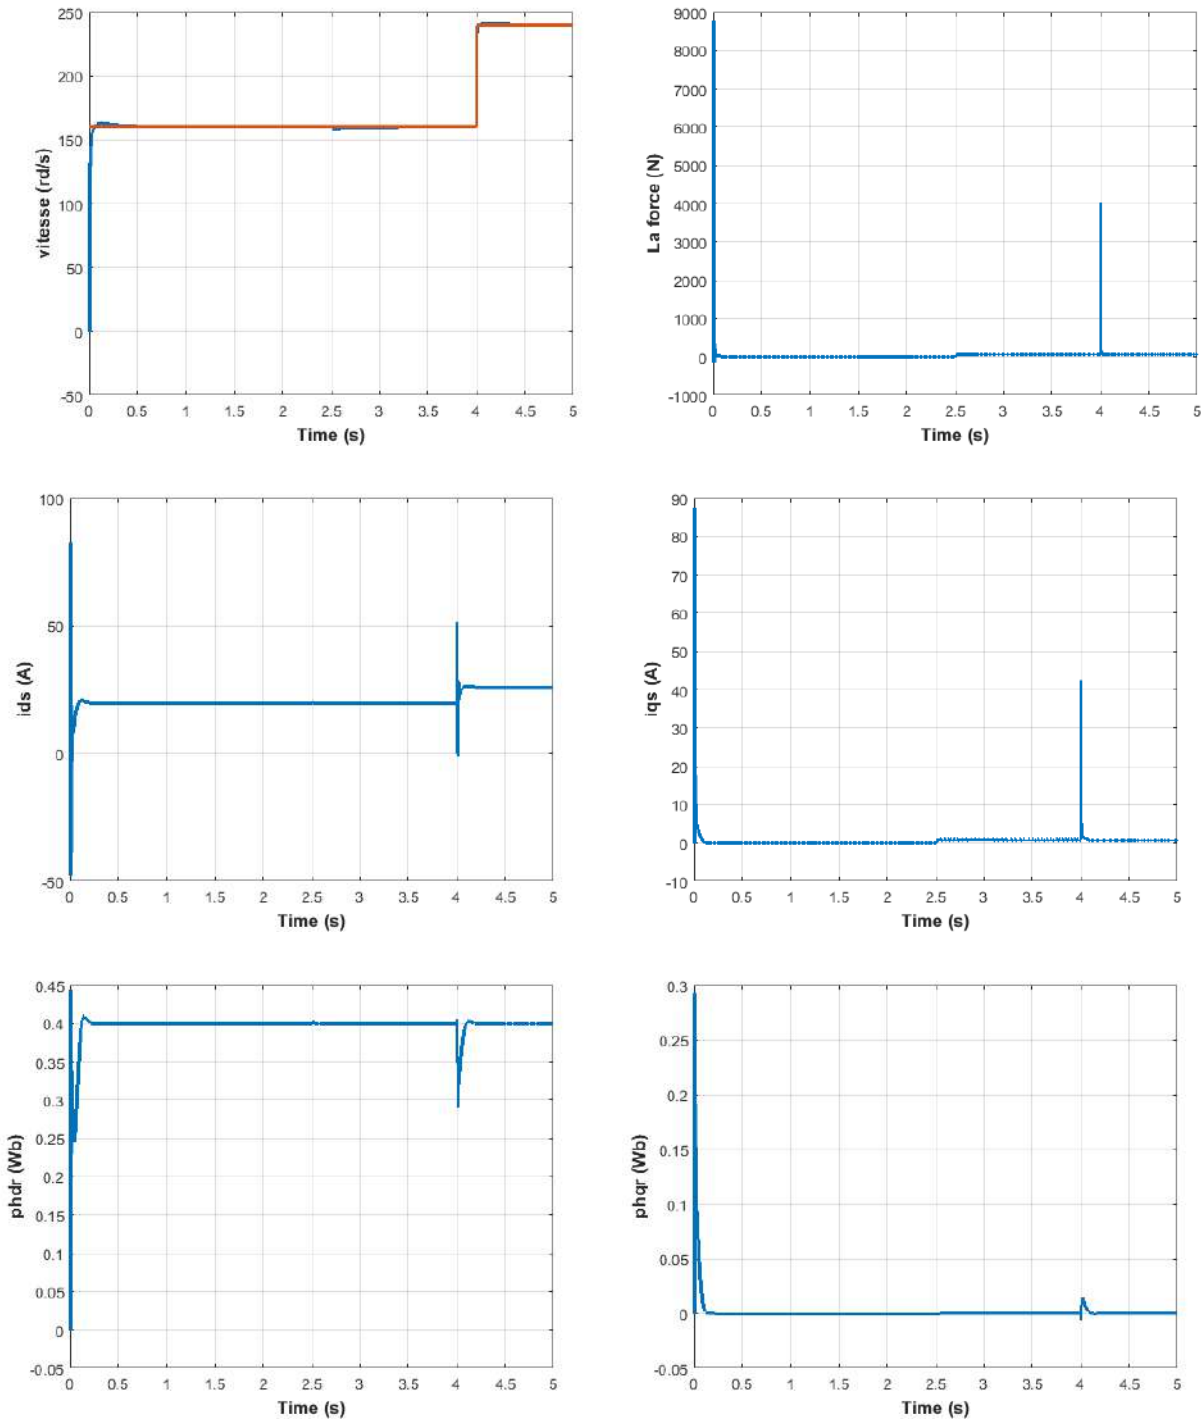 250
200
150
100
50
0
-50
vitesse (rd/s)
0 0.5 1 1.5 2 2.5 3 3.5 4 4.5 5
Time (s)
9000
8000
7000
6000
5000
4000
3000
2000
1000
0
-1000
La force (N)
0 0.5 1 1.5 2 2.5 3 3.5 4 4.5 5
Time (s)
100
50
0
-50
ids (A)
0 0.5 1 1.5 2 2.5 3 3.5 4 4.5 5
Time (s)
90
80
70
60
50
40
30
20
10
0
-10
iqs (A)
0 0.5 1 1.5 2 2.5 3 3.5 4 4.5 5
Time (s)
0.45
0.4
0.35
0.3
0.25
0.2
0.15
0.1
0.05
0
-0.05
phdr (Wb)
0 0.5 1 1.5 2 2.5 3 3.5 4 4.5 5
Time (s)
0.3
0.25
0.2
0.15
0.1
0.05
0
-0.05
phqr (Wb)
0 0.5 1 1.5 2 2.5 3 3.5 4 4.5 5
Time (s)